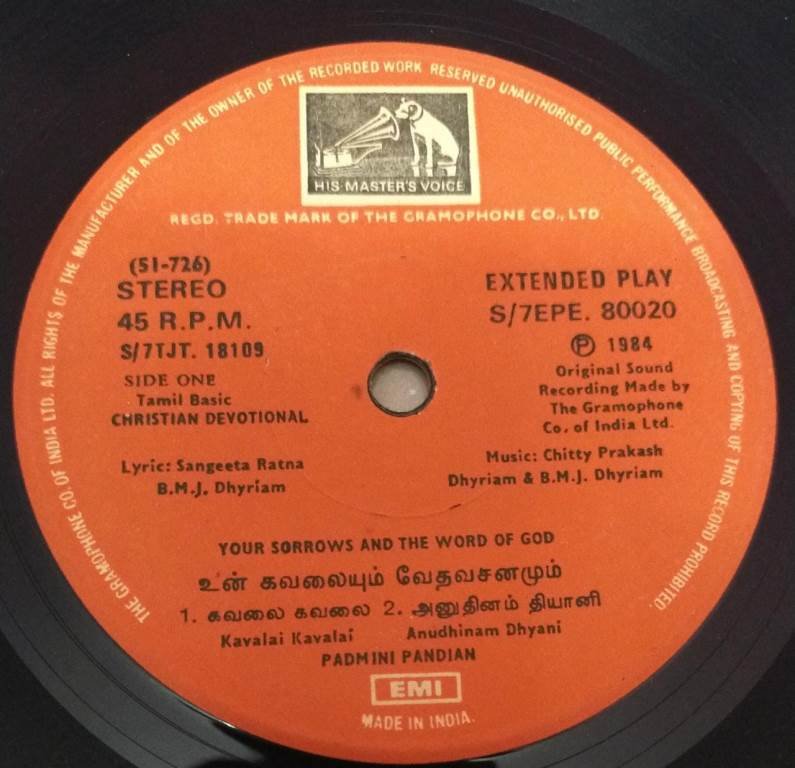 THE GRAMOPHONE CO. OF INDIA LTD. ALL RIGHTS OF THE MANUFACTURER AND OF THE OWNER OF THE RECORDED WORK RESERVED UNAUTHORISED PUBLIC PERFORMANCE BROADCASTING AND COPYING OF THIS RECORD PROHIBITED.
HIS MASTER'S VOICE
REGD. TRADE MARK OF THE GRAMOPHONE CO., LTD.
(51-726)
STEREO
45 R.P.M.
S/7TJT. 18109
SIDE ONE
Tamil Basic
CHRISTIAN DEVOTIONAL
Lyric: Sangeeta Ratna
B.M.J. Dhyriam
EXTENDED PLAY
S/7EPE. 80020
Ⓟ 1984
Original Sound
Recording Made by
The Gramophone
Co. of India Ltd.
Music: Chitty Prakash
Dhyriam & B.M.J. Dhyriam
YOUR SORROWS AND THE WORD OF GOD
உன் கவலையும் வேதவசனமும்
1. கவலை கவலை 2. அனுதினம் தியானி
Kavalai Kavalai Anudhinam Dhyani
PADMINI PANDIAN
EMI
MADE IN INDIA.